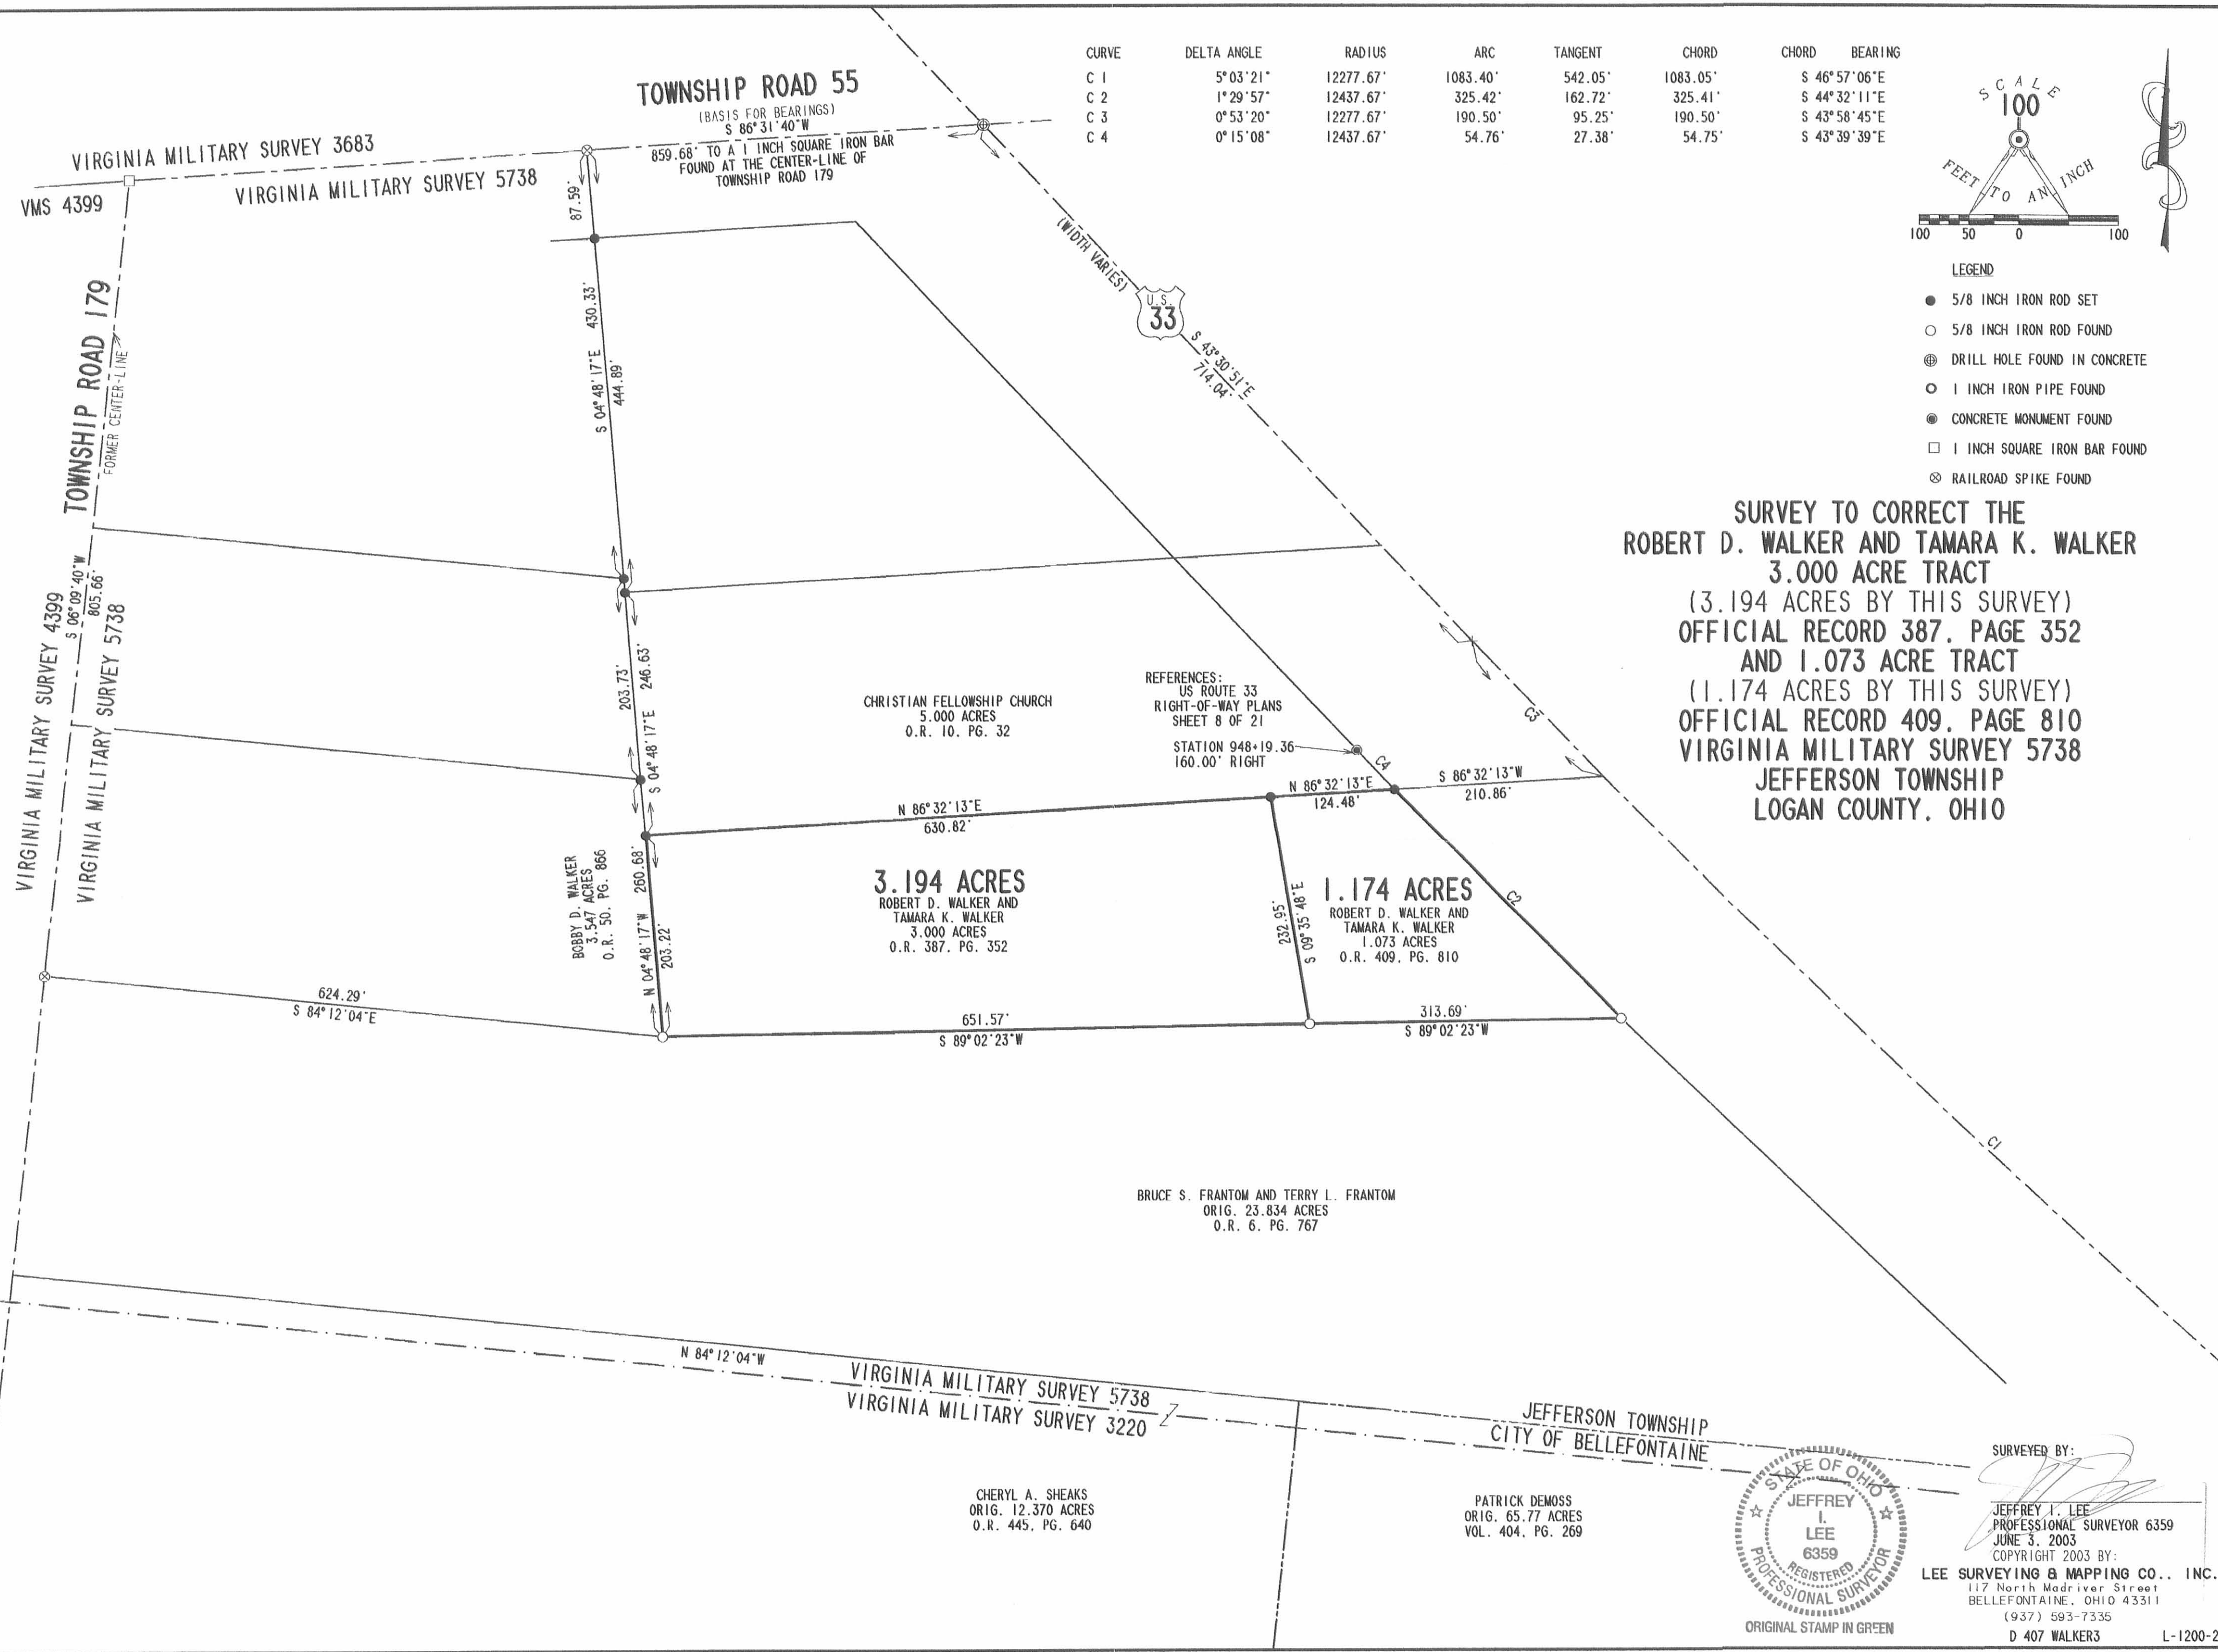 CURVE DELTA ANGLE RADIUS ARC TANGENT CHORD CHORD BEARING
C 1 5°03'21" 12277.67' 1083.40' 542.05' 1083.05' S 46°57'06"E
C 2 1°29'57" 12437.67' 325.42' 162.72' 325.41' S 44°32'11"E
C 3 0°53'20" 12277.67' 190.50' 95.25' 190.50' S 43°58'45"E
C 4 0°15'08" 12437.67' 54.76' 27.38' 54.75' S 43°39'39"E
SCALE
100
FEET TO AN INCH
100 50 0 100
LEGEND
5/8 INCH IRON ROD SET
5/8 INCH IRON ROD FOUND
DRILL HOLE FOUND IN CONCRETE
1 INCH IRON PIPE FOUND
CONCRETE MONUMENT FOUND
1 INCH SQUARE IRON BAR FOUND
RAILROAD SPIKE FOUND
SURVEY TO CORRECT THE
ROBERT D. WALKER AND TAMARA K. WALKER
3.000 ACRE TRACT
(3.194 ACRES BY THIS SURVEY)
OFFICIAL RECORD 387, PAGE 352
AND 1.073 ACRE TRACT
(1.174 ACRES BY THIS SURVEY)
OFFICIAL RECORD 409, PAGE 810
VIRGINIA MILITARY SURVEY 5738
JEFFERSON TOWNSHIP
LOGAN COUNTY, OHIO
TOWNSHIP ROAD 55
(BASIS FOR BEARINGS)
S 86°31'40"W
859.68' TO A 1 INCH SQUARE IRON BAR
FOUND AT THE CENTER-LINE OF
TOWNSHIP ROAD 179
VIRGINIA MILITARY SURVEY 3683
VIRGINIA MILITARY SURVEY 5738
VMS 4399
87.59'
TOWNSHIP ROAD 179
FORMER CENTER-LINE
S 04°48'17"E 430.33'
444.89'
(WIDTH VARIES)
U.S.
33
S 43°30'51"E
714.04'
S 06°09'40"W
805.66'
VIRGINIA MILITARY SURVEY 4399
VIRGINIA MILITARY SURVEY 5738
203.73'
S 04°48'17"E 246.63'
CHRISTIAN FELLOWSHIP CHURCH
5.000 ACRES
O.R. 10, PG. 32
REFERENCES:
US ROUTE 33
RIGHT-OF-WAY PLANS
SHEET 8 OF 21
STATION 948+19.36
160.00' RIGHT
C3
C4
N 86°32'13"E
630.82'
N 86°32'13"E
124.48'
S 86°32'13"W
210.86'
BOBBY D. WALKER
3.547 ACRES
O.R. 50, PG. 866
N 04°48'17"W 260.68'
203.22'
3.194 ACRES
ROBERT D. WALKER AND
TAMARA K. WALKER
3.000 ACRES
O.R. 387, PG. 352
232.95'
S 09°35'48"E
1.174 ACRES
ROBERT D. WALKER AND
TAMARA K. WALKER
1.073 ACRES
O.R. 409, PG. 810
C2
624.29'
S 84°12'04"E
651.57'
S 89°02'23"W
313.69'
S 89°02'23"W
C1
BRUCE S. FRANTOM AND TERRY L. FRANTOM
ORIG. 23.834 ACRES
O.R. 6, PG. 767
N 84°12'04"W
VIRGINIA MILITARY SURVEY 5738
VIRGINIA MILITARY SURVEY 3220
JEFFERSON TOWNSHIP
CITY OF BELLEFONTAINE
CHERYL A. SHEAKS
ORIG. 12.370 ACRES
O.R. 445, PG. 640
PATRICK DEMOSS
ORIG. 65.77 ACRES
VOL. 404, PG. 269
STATE OF OHIO
JEFFREY
I.
LEE
6359
REGISTERED
PROFESSIONAL SURVEYOR
ORIGINAL STAMP IN GREEN
SURVEYED BY:
JEFFREY I. LEE
PROFESSIONAL SURVEYOR 6359
JUNE 3, 2003
COPYRIGHT 2003 BY:
LEE SURVEYING & MAPPING CO., INC.
117 North Madriver Street
BELLEFONTAINE, OHIO 43311
(937) 593-7335
D 407 WALKER3 L-1200-2